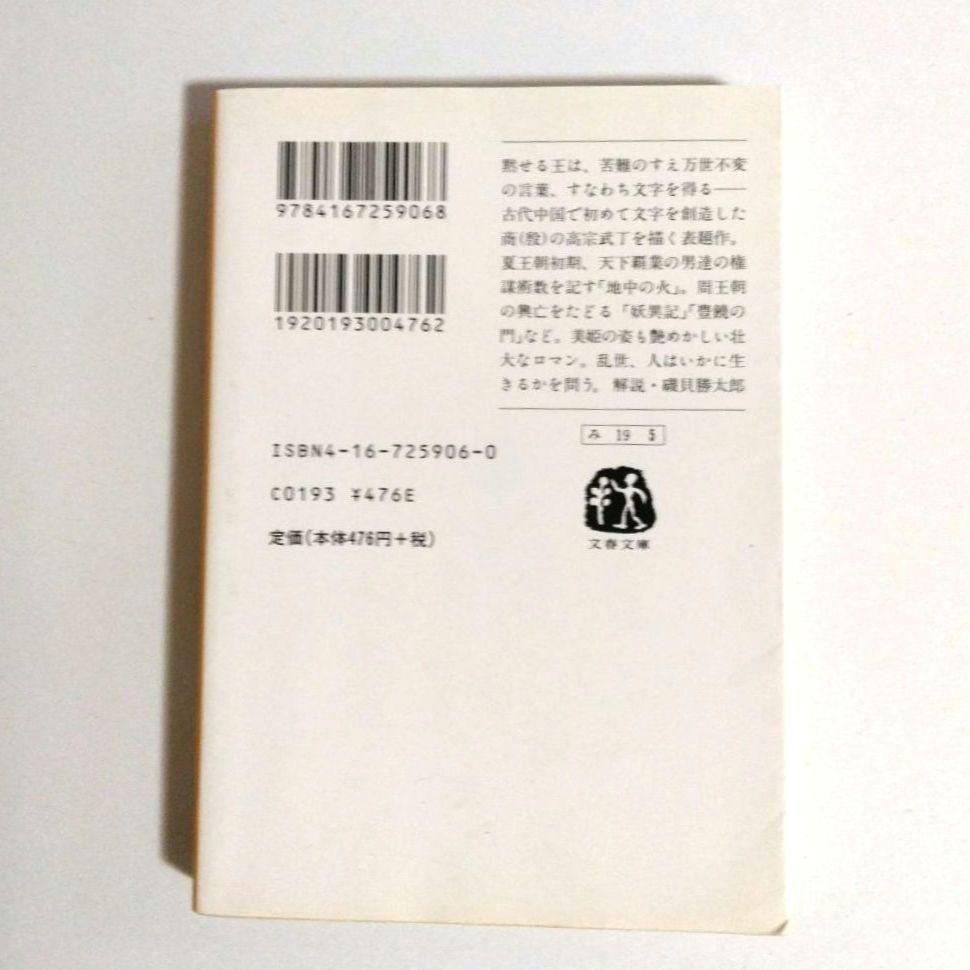 9784167259068
1920193004762
黙せる王は、苦難のすえ万世不変
の言葉、すなわち文字を得る――
古代中国で初めて文字を創造した
商(殷)の高宗武丁を描く表題作。
夏王朝初期、天下覇業の男達の権
謀術数を記す「地中の火」。周王朝
の興亡をたどる「妖異記」「豊饒の
門」など。美姫の姿も艶めかしい壮
大なロマン。乱世、人はいかに生
きるかを問う。 解説・磯貝勝太郎
み 19 5
文春文庫
ISBN4-16-725906-0
C0193 ¥476E
定価(本体476円+税)